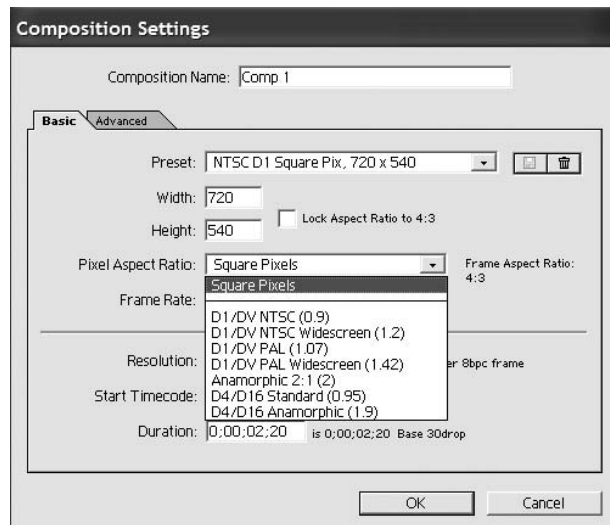 Composition Settings
Composition Name: Comp 1
Basic Advanced
Preset: NTSC D1 Square Pix, 720 x 540
Width: 720
Lock Aspect Ratio to 4:3
Height: 540
Pixel Aspect Ratio: Square Pixels
Frame Aspect Ratio:
4:3
Square Pixels
Frame Rate:
D1/DV NTSC (0.9)
D1/DV NTSC Widescreen (1.2)
D1/DV PAL (1.07)
D1/DV PAL Widescreen (1.42)
Resolution:
er 8bpc frame
Anamorphic 2:1 (2)
D4/D16 Standard (0.95)
Start Timecode:
D4/D16 Anamorphic (1.9)
Duration: 0;00;02;20 is 0;00;02;20 Base 30drop
OK Cancel